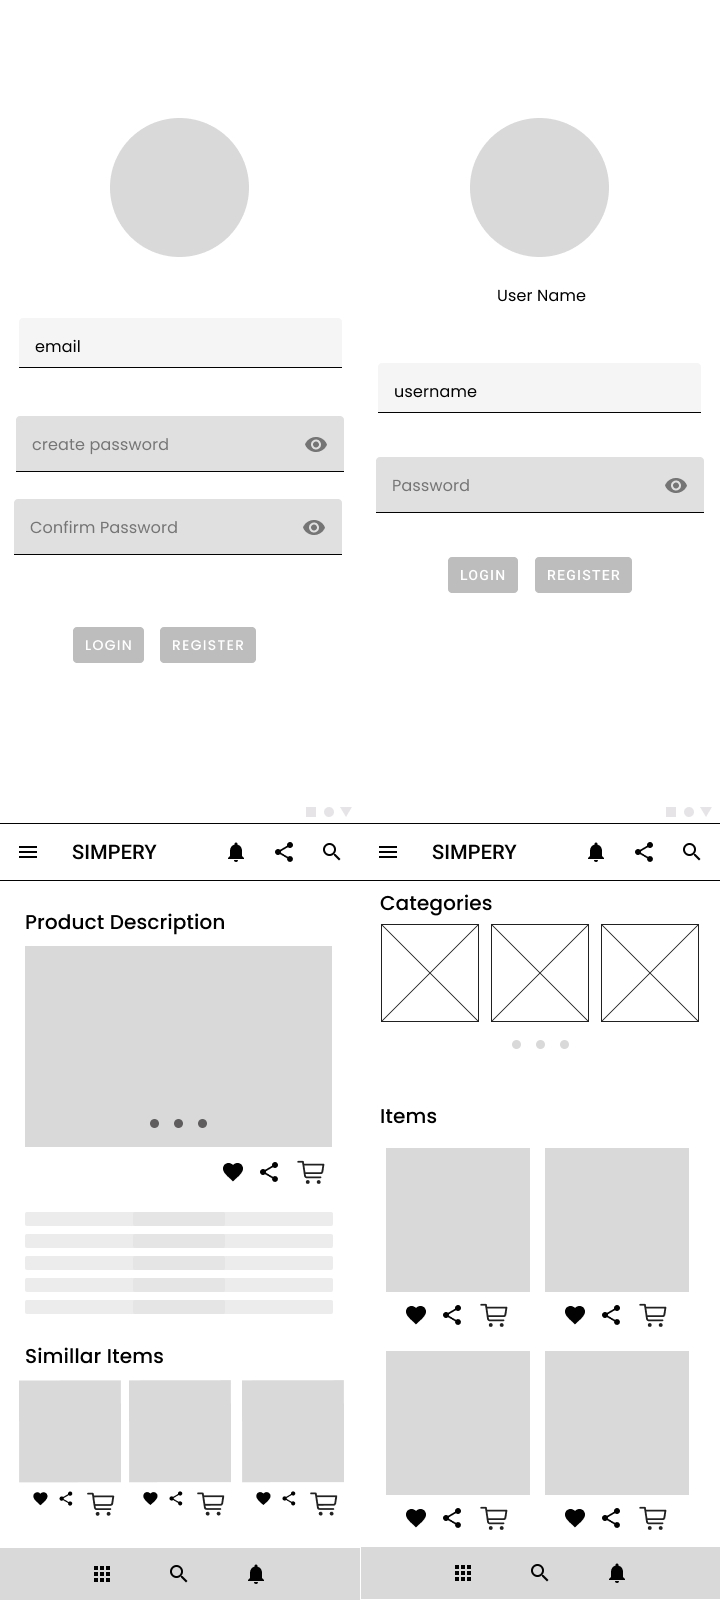 email
create password
Confirm Password
LOGIN
REGISTER
User Name
username
Password
LOGIN
REGISTER
SIMPERY
Product Description
Simillar Items
SIMPERY
Categories
Items